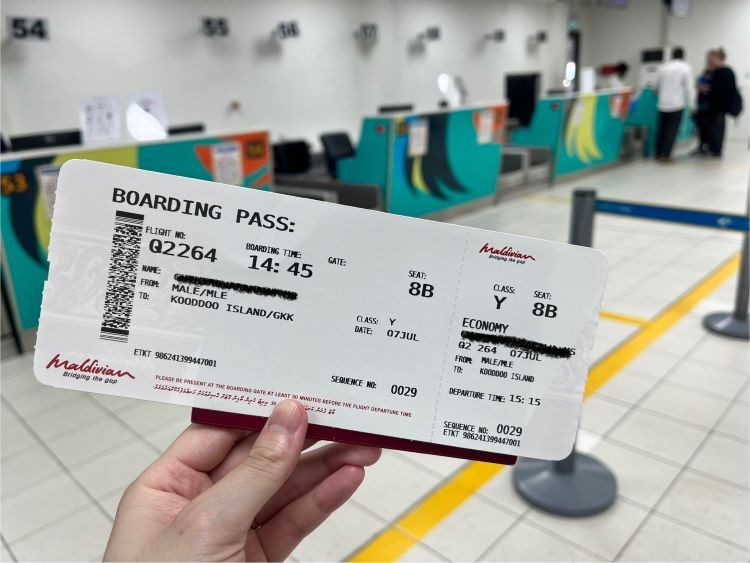 54
55
56
57
58
53
BOARDING PASS:
FLIGHT NO:
Q2264
BOARDING TIME:
14:45
GATE:
SEAT:
8B
NAME:
FROM: MALE/MLE
TO: KOODDOO ISLAND/GKK
CLASS: Y
DATE: 07JUL
ETKT 986241399447001
SEQUENCE NO: 0029
Maldivian
Bridging the gap
PLEASE BE PRESENT AT THE BOARDING GATE AT LEAST 30 MINUTES BEFORE THE FLIGHT DEPARTURE TIME
Maldivian
Bridging the gap
CLASS: SEAT:
Y 8B
ECONOMY
Q2 264 07JUL
FROM: MALE/MLE
TO: KOODDOO ISLAND
DEPARTURE TIME: 15:15
SEQUENCE NO: 0029
ETKT 986241399447001